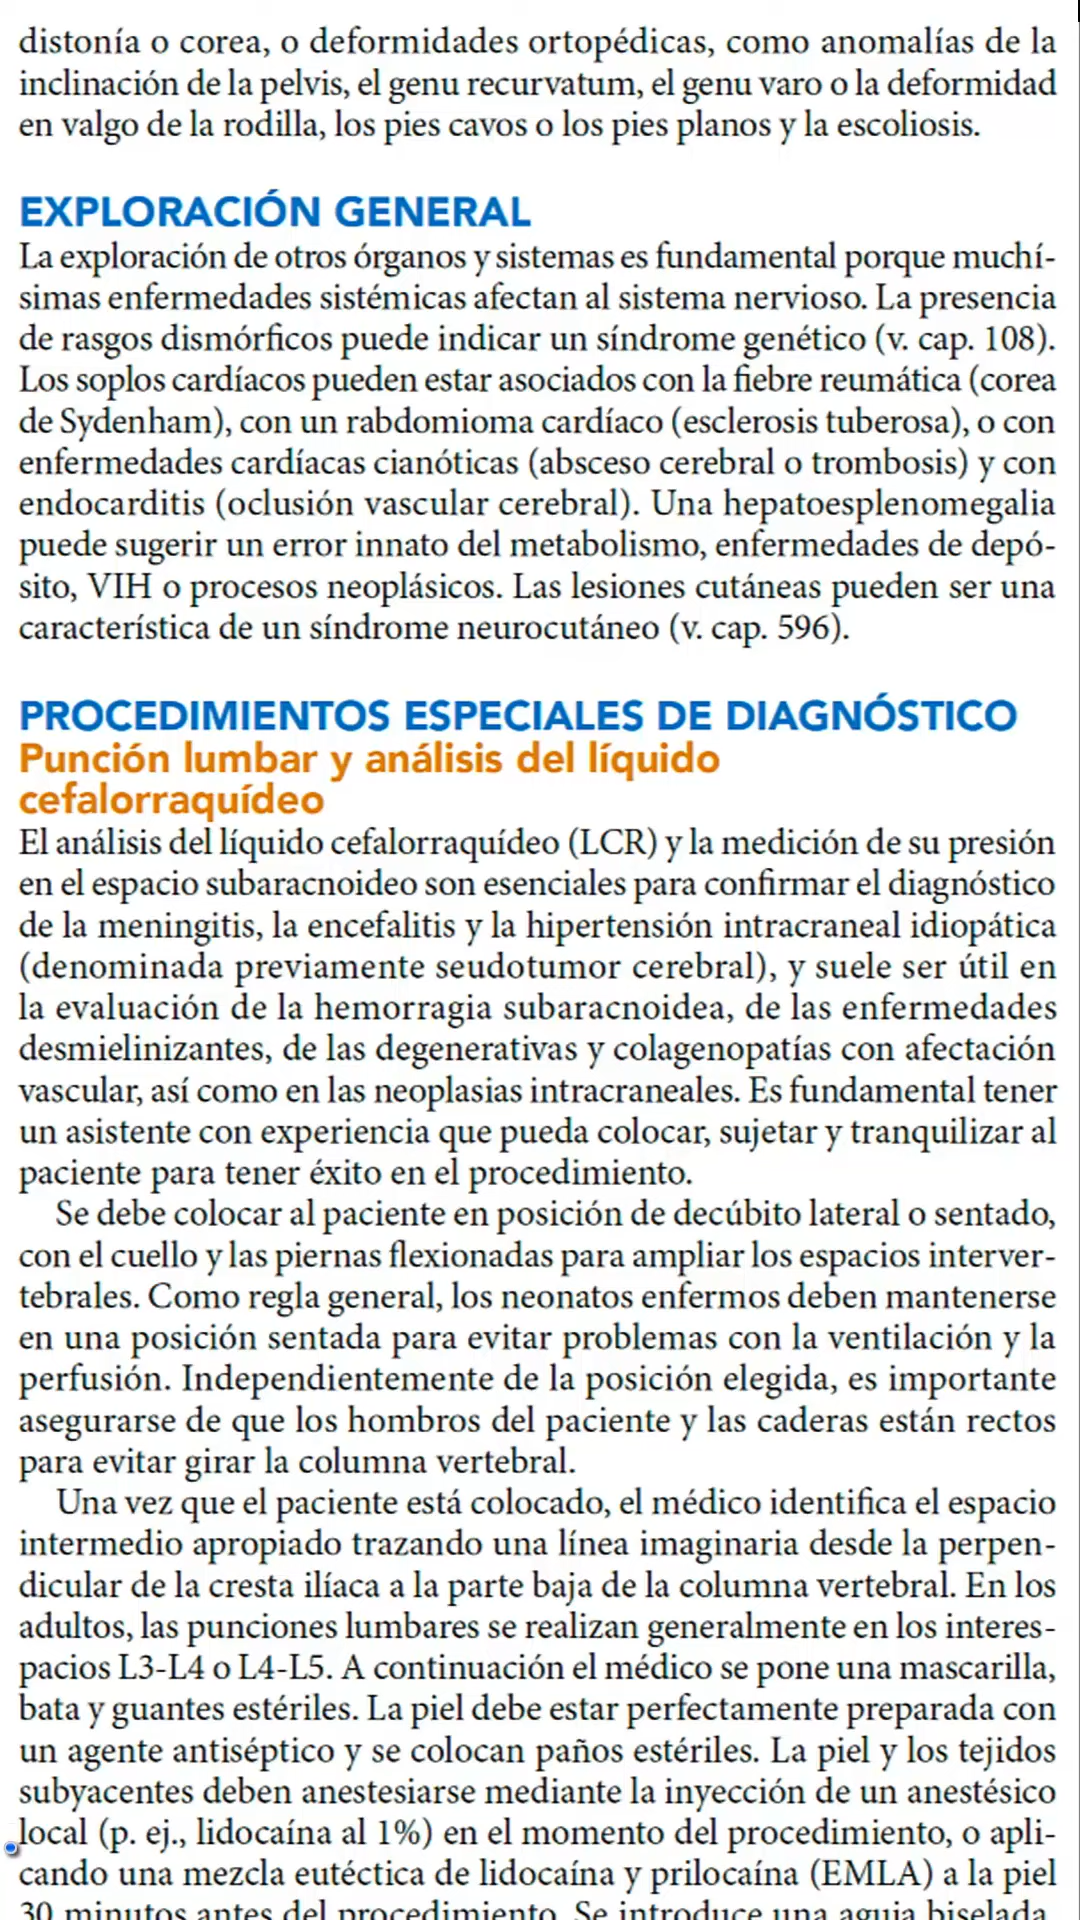 distonía o corea, o deformidades ortopédicas, como anomalías de la
inclinación de la pelvis, el genu recurvatum, el genu varo o la deformidad
en valgo de la rodilla, los pies cavos o los pies planos y la escoliosis.
EXPLORACIÓN GENERAL
La exploración de otros órganos y sistemas es fundamental porque muchí-
simas enfermedades sistémicas afectan al sistema nervioso. La presencia
de rasgos dismórficos puede indicar un síndrome genético (v. cap. 108).
Los soplos cardíacos pueden estar asociados con la fiebre reumática (corea
de Sydenham), con un rabdomioma cardíaco (esclerosis tuberosa), o con
enfermedades cardíacas cianóticas (absceso cerebral o trombosis) y con
endocarditis (oclusión vascular cerebral). Una hepatoesplenomegalia
puede sugerir un error innato del metabolismo, enfermedades de depó-
sito, VIH o procesos neoplásicos. Las lesiones cutáneas pueden ser una
característica de un síndrome neurocutáneo (v. cap. 596).
PROCEDIMIENTOS ESPECIALES DE DIAGNÓSTICO
Punción lumbar y análisis del líquido
cefalorraquídeo
El análisis del líquido cefalorraquídeo (LCR) y la medición de su presión
en el espacio subaracnoideo son esenciales para confirmar el diagnóstico
de la meningitis, la encefalitis y la hipertensión intracraneal idiopática
(denominada previamente seudotumor cerebral), y suele ser útil en
la evaluación de la hemorragia subaracnoidea, de las enfermedades
desmielinizantes, de las degenerativas y colagenopatías con afectación
vascular, así como en las neoplasias intracraneales. Es fundamental tener
un asistente con experiencia que pueda colocar, sujetar y tranquilizar al
paciente para tener éxito en el procedimiento.
Se debe colocar al paciente en posición de decúbito lateral o sentado,
con el cuello y las piernas flexionadas para ampliar los espacios interver-
tebrales. Como regla general, los neonatos enfermos deben mantenerse
en una posición sentada para evitar problemas con la ventilación y la
perfusión. Independientemente de la posición elegida, es importante
asegurarse de que los hombros del paciente y las caderas están rectos
para evitar girar la columna vertebral.
Una vez que el paciente está colocado, el médico identifica el espacio
intermedio apropiado trazando una línea imaginaria desde la perpen-
dicular de la cresta ilíaca a la parte baja de la columna vertebral. En los
adultos, las punciones lumbares se realizan generalmente en los interes-
pacios L3-L4 o L4-L5. A continuación el médico se pone una mascarilla,
bata y guantes estériles. La piel debe estar perfectamente preparada con
un agente antiséptico y se colocan paños estériles. La piel y los tejidos
subyacentes deben anestesiarse mediante la inyección de un anestésico
local (p. ej., lidocaína al 1%) en el momento del procedimiento, o apli-
cando una mezcla eutéctica de lidocaína y prilocaína (EMLA) a la piel
30 minutos antes del procedimiento. Se introduce una aguja biselada,